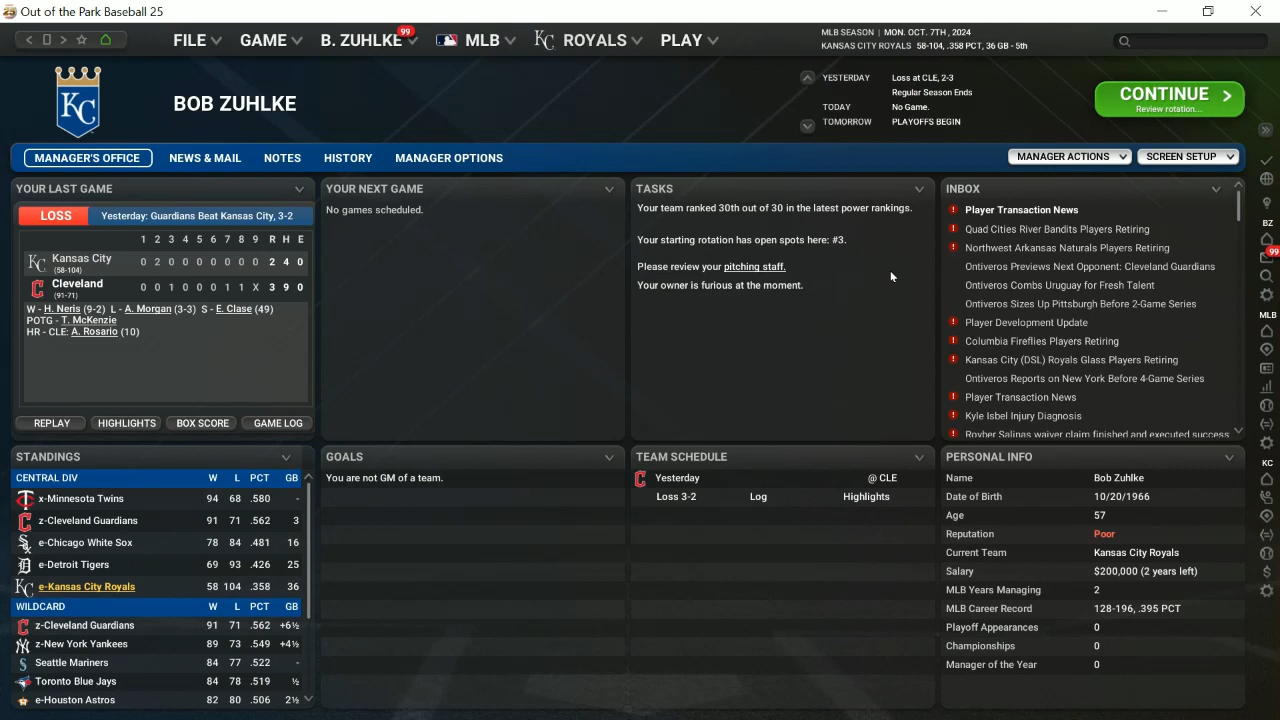 Out of the Park Baseball 25
FILE GAME B. ZUHLKE 99 MLB ROYALS PLAY
MLB SEASON | MON. OCT. 7TH, 2024
KANSAS CITY ROYALS 58-104, .358 PCT, 36 GB - 5th
BOB ZUHLKE
YESTERDAY Loss at CLE, 2-3
Regular Season Ends
TODAY No Game.
TOMORROW PLAYOFFS BEGIN
CONTINUE
Review rotation...
MANAGER'S OFFICE NEWS & MAIL NOTES HISTORY MANAGER OPTIONS
MANAGER ACTIONS SCREEN SETUP
YOUR LAST GAME
LOSS Yesterday: Guardians Beat Kansas City, 3-2
1 2 3 4 5 6 7 8 9 R H E
Kansas City 0 2 0 0 0 0 0 0 0 2 4 0
(58-104)
Cleveland 0 0 1 0 0 0 1 1 X 3 9 0
(91-71)
W - H. Neris (9-2) L - A. Morgan (3-3) S - E. Clase (49)
POTG - T. McKenzie
HR - CLE: A. Rosario (10)
REPLAY HIGHLIGHTS BOX SCORE GAME LOG
YOUR NEXT GAME
No games scheduled.
TASKS
Your team ranked 30th out of 30 in the latest power rankings.
Your starting rotation has open spots here: #3.
Please review your pitching staff.
Your owner is furious at the moment.
INBOX
Player Transaction News
Quad Cities River Bandits Players Retiring
Northwest Arkansas Naturals Players Retiring
Ontiveros Previews Next Opponent: Cleveland Guardians
Ontiveros Combs Uruguay for Fresh Talent
Ontiveros Sizes Up Pittsburgh Before 2-Game Series
Player Development Update
Columbia Fireflies Players Retiring
Kansas City (DSL) Royals Glass Players Retiring
Ontiveros Reports on New York Before 4-Game Series
Player Transaction News
Kyle Isbel Injury Diagnosis
Royber Salinas waiver claim finished and executed success
BZ
99
MLB
KC
STANDINGS
CENTRAL DIV W L PCT GB
x-Minnesota Twins 94 68 .580 -
z-Cleveland Guardians 91 71 .562 3
e-Chicago White Sox 78 84 .481 16
e-Detroit Tigers 69 93 .426 25
e-Kansas City Royals 58 104 .358 36
WILDCARD W L PCT GB
z-Cleveland Guardians 91 71 .562 +6½
z-New York Yankees 89 73 .549 +4½
Seattle Mariners 84 77 .522 -
Toronto Blue Jays 84 78 .519 ½
e-Houston Astros 82 80 .506 2½
GOALS
You are not GM of a team.
TEAM SCHEDULE
Yesterday @ CLE
Loss 3-2 Log Highlights
PERSONAL INFO
Name Bob Zuhlke
Date of Birth 10/20/1966
Age 57
Reputation Poor
Current Team Kansas City Royals
Salary $200,000 (2 years left)
MLB Years Managing 2
MLB Career Record 128-196, .395 PCT
Playoff Appearances 0
Championships 0
Manager of the Year 0